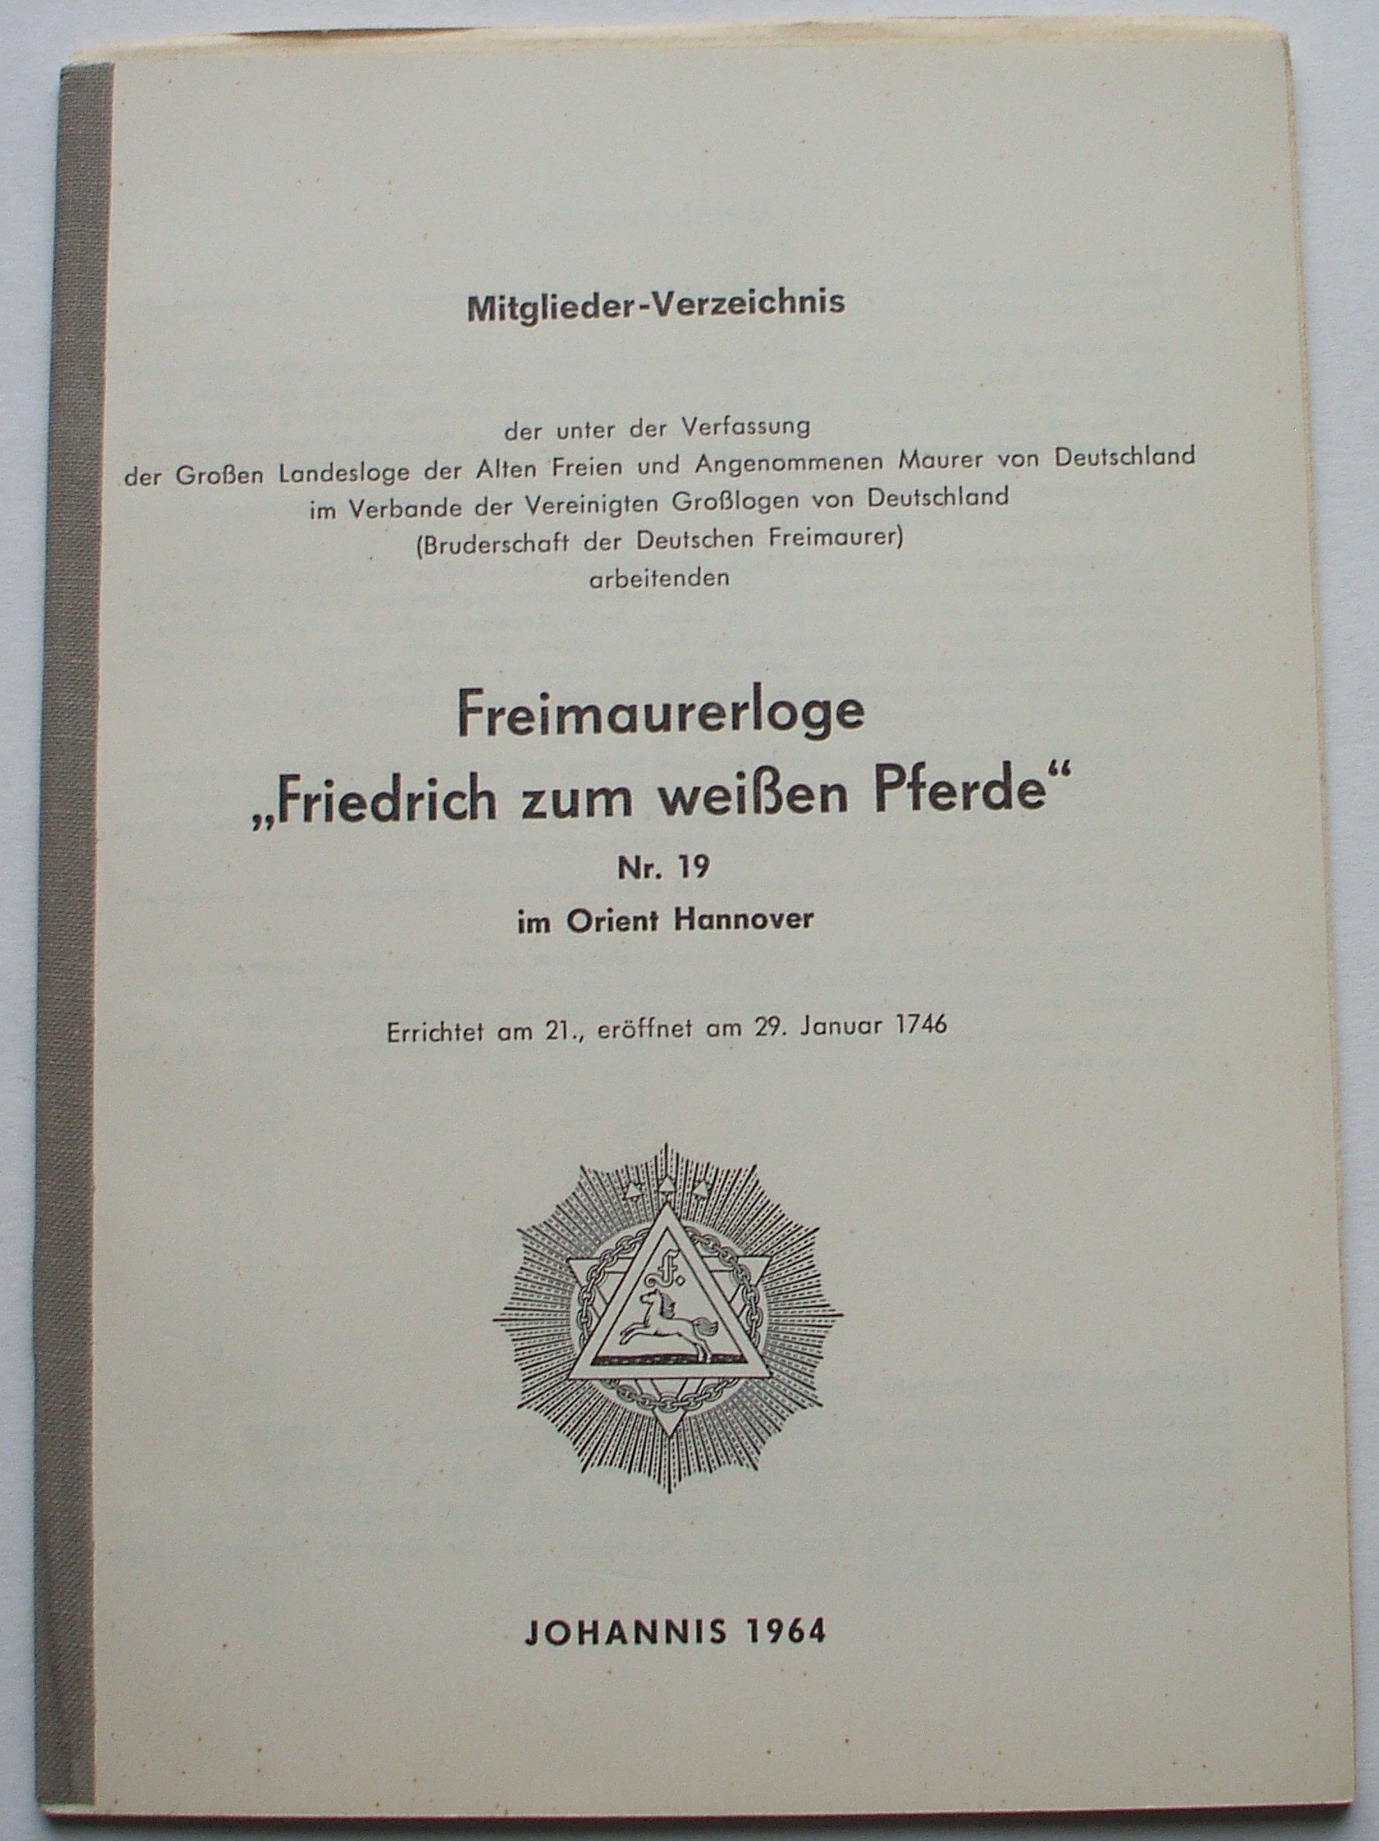 Mitglieder-Verzeichnis
der unter der Verfassung
der Großen Landesloge der Alten Freien und Angenommenen Maurer von Deutschland
im Verbande der Vereinigten Großlogen von Deutschland
(Bruderschaft der Deutschen Freimaurer)
arbeitenden
Freimaurerloge
„Friedrich zum weißen Pferde“
Nr. 19
im Orient Hannover
Errichtet am 21., eröffnet am 29. Januar 1746
f.
JOHANNIS 1964